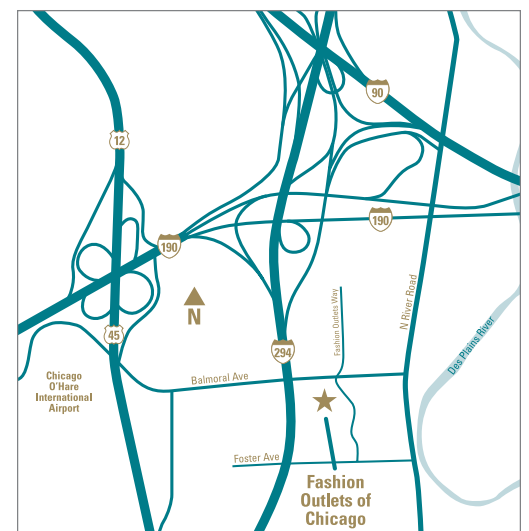 90
12
190
190
N
Fashion Outlets Way
N River Road
45
294
Des Plains River
Chicago
O'Hare
International
Airport
Balmoral Ave
Foster Ave
Fashion
Outlets of
Chicago